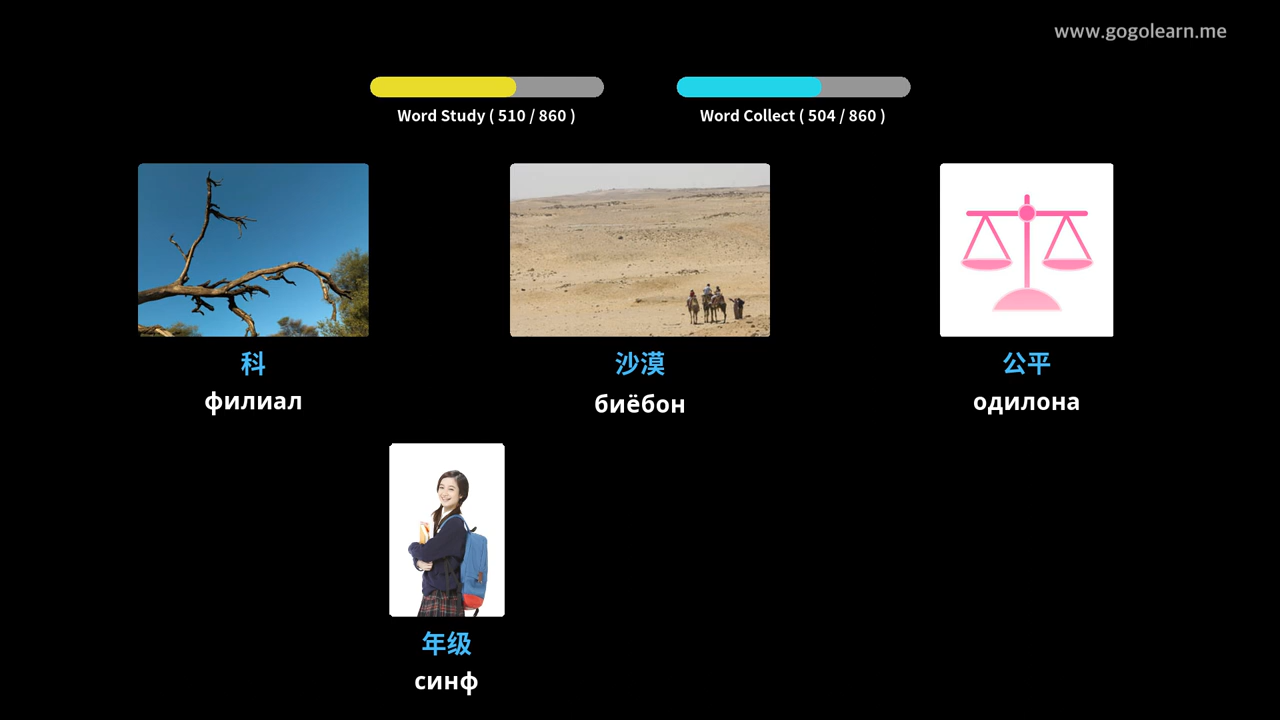 www.gogolearn.me
Word Study ( 510 / 860 )
Word Collect ( 504 / 860 )
科
филиал
沙漠
биёбон
公平
одилона
年级
синф